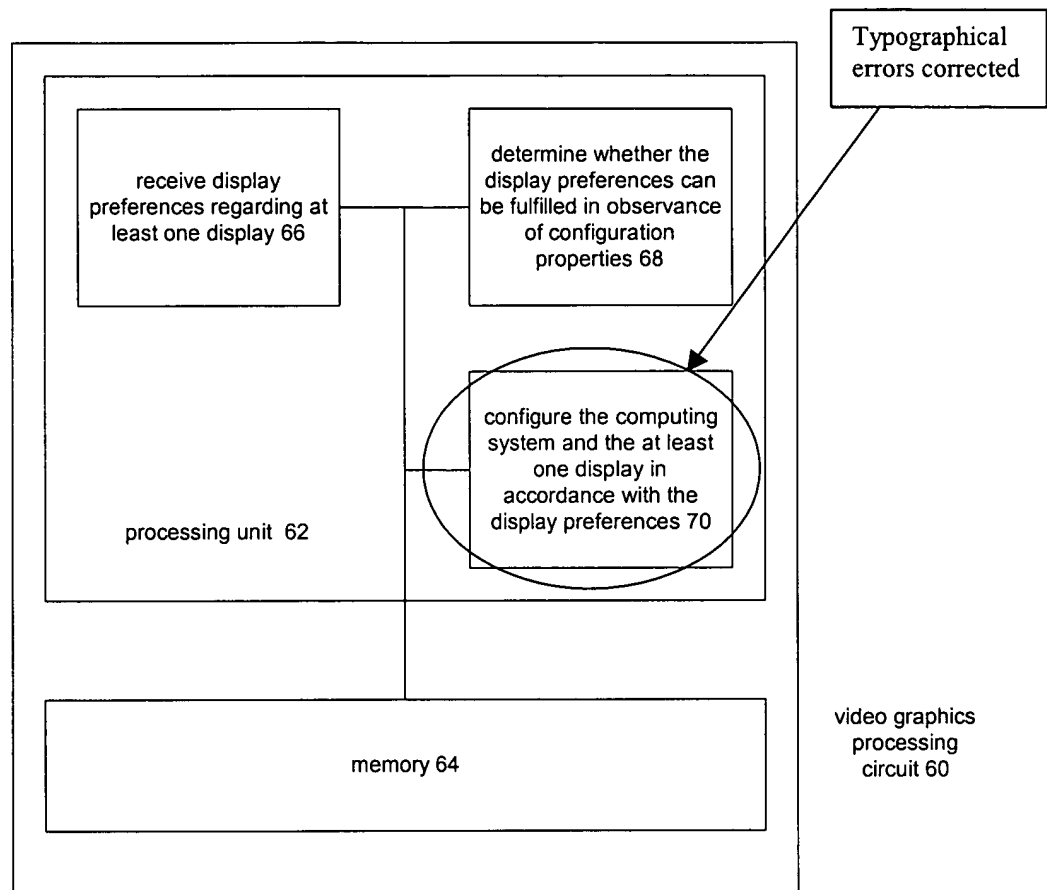 Typographical
errors corrected
receive display
preferences regarding at
least one display 66
determine whether the
display preferences can
be fulfilled in observance
of configuration
properties 68
configure the computing
system and the at least
one display in
accordance with the
display preferences 70
processing unit 62
memory 64
video graphics
processing
circuit 60